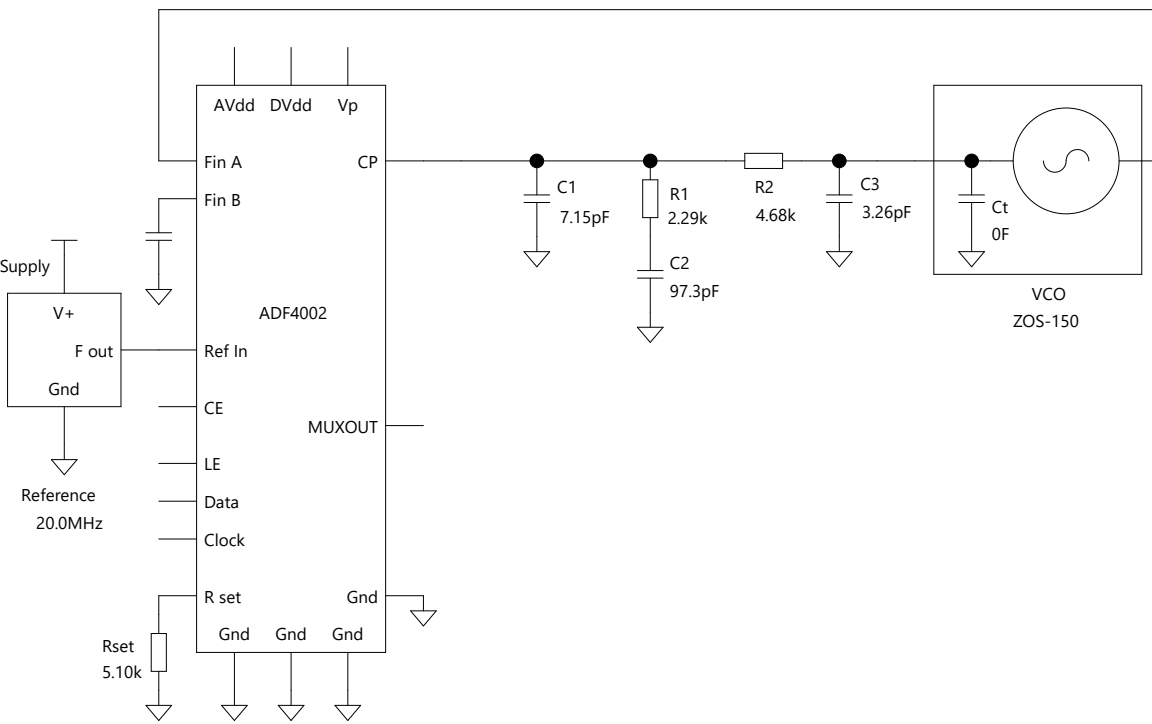 AVdd DVdd Vp
Fin A CP
Fin B
C1
7.15pF
R1
2.29k
C2
97.3pF
R2
4.68k
C3
3.26pF
Ct
0F
VCO
ZOS-150
Supply
V+
F out
Gnd
Reference
20.0MHz
ADF4002
Ref In
CE
MUXOUT
LE
Data
Clock
R set Gnd
Gnd Gnd Gnd
Rset
5.10k